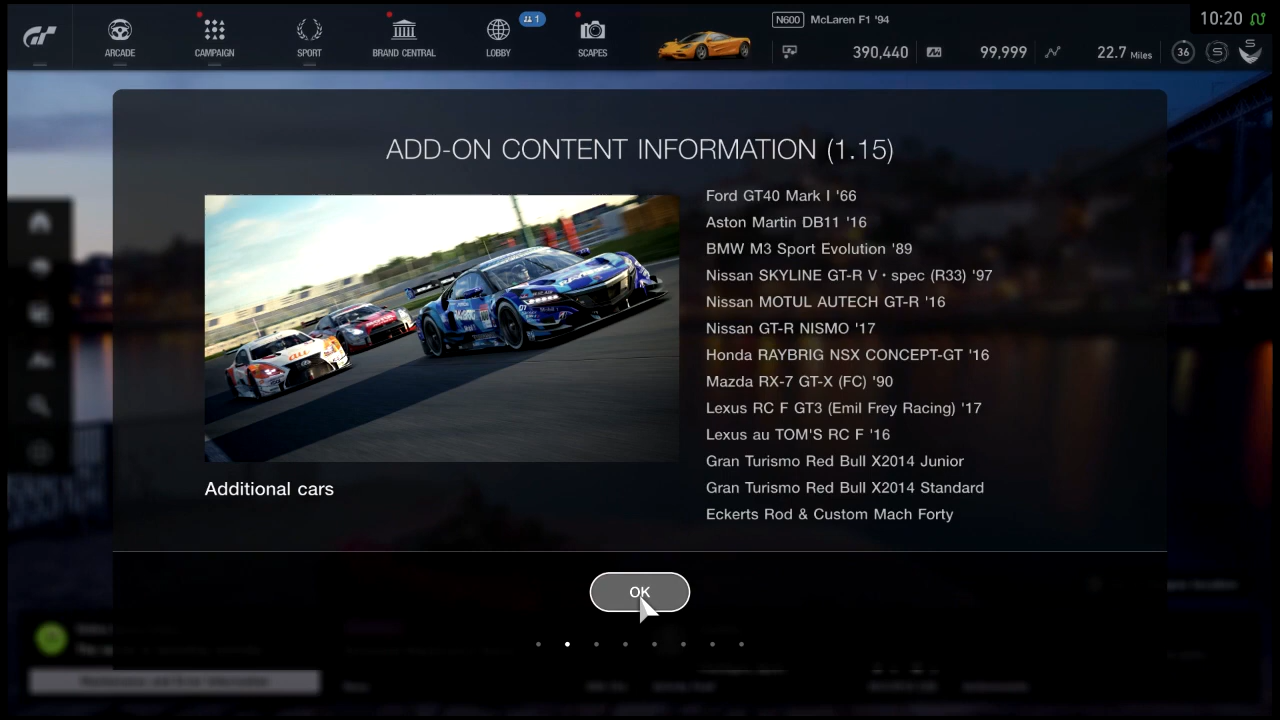 N600 McLaren F1 '94
10:20
ARCADE
CAMPAIGN
SPORT
BRAND CENTRAL
LOBBY
1
SCAPES
390,440
99,999
22.7 Miles
36
S
S
ADD-ON CONTENT INFORMATION (1.15)
Ford GT40 Mark I '66
Aston Martin DB11 '16
BMW M3 Sport Evolution '89
Nissan SKYLINE GT-R V・spec (R33) '97
Nissan MOTUL AUTECH GT-R '16
Nissan GT-R NISMO '17
Honda RAYBRIG NSX CONCEPT-GT '16
Mazda RX-7 GT-X (FC) '90
Lexus RC F GT3 (Emil Frey Racing) '17
Lexus au TOM'S RC F '16
Gran Turismo Red Bull X2014 Junior
Gran Turismo Red Bull X2014 Standard
Eckerts Rod & Custom Mach Forty
Additional cars
OK